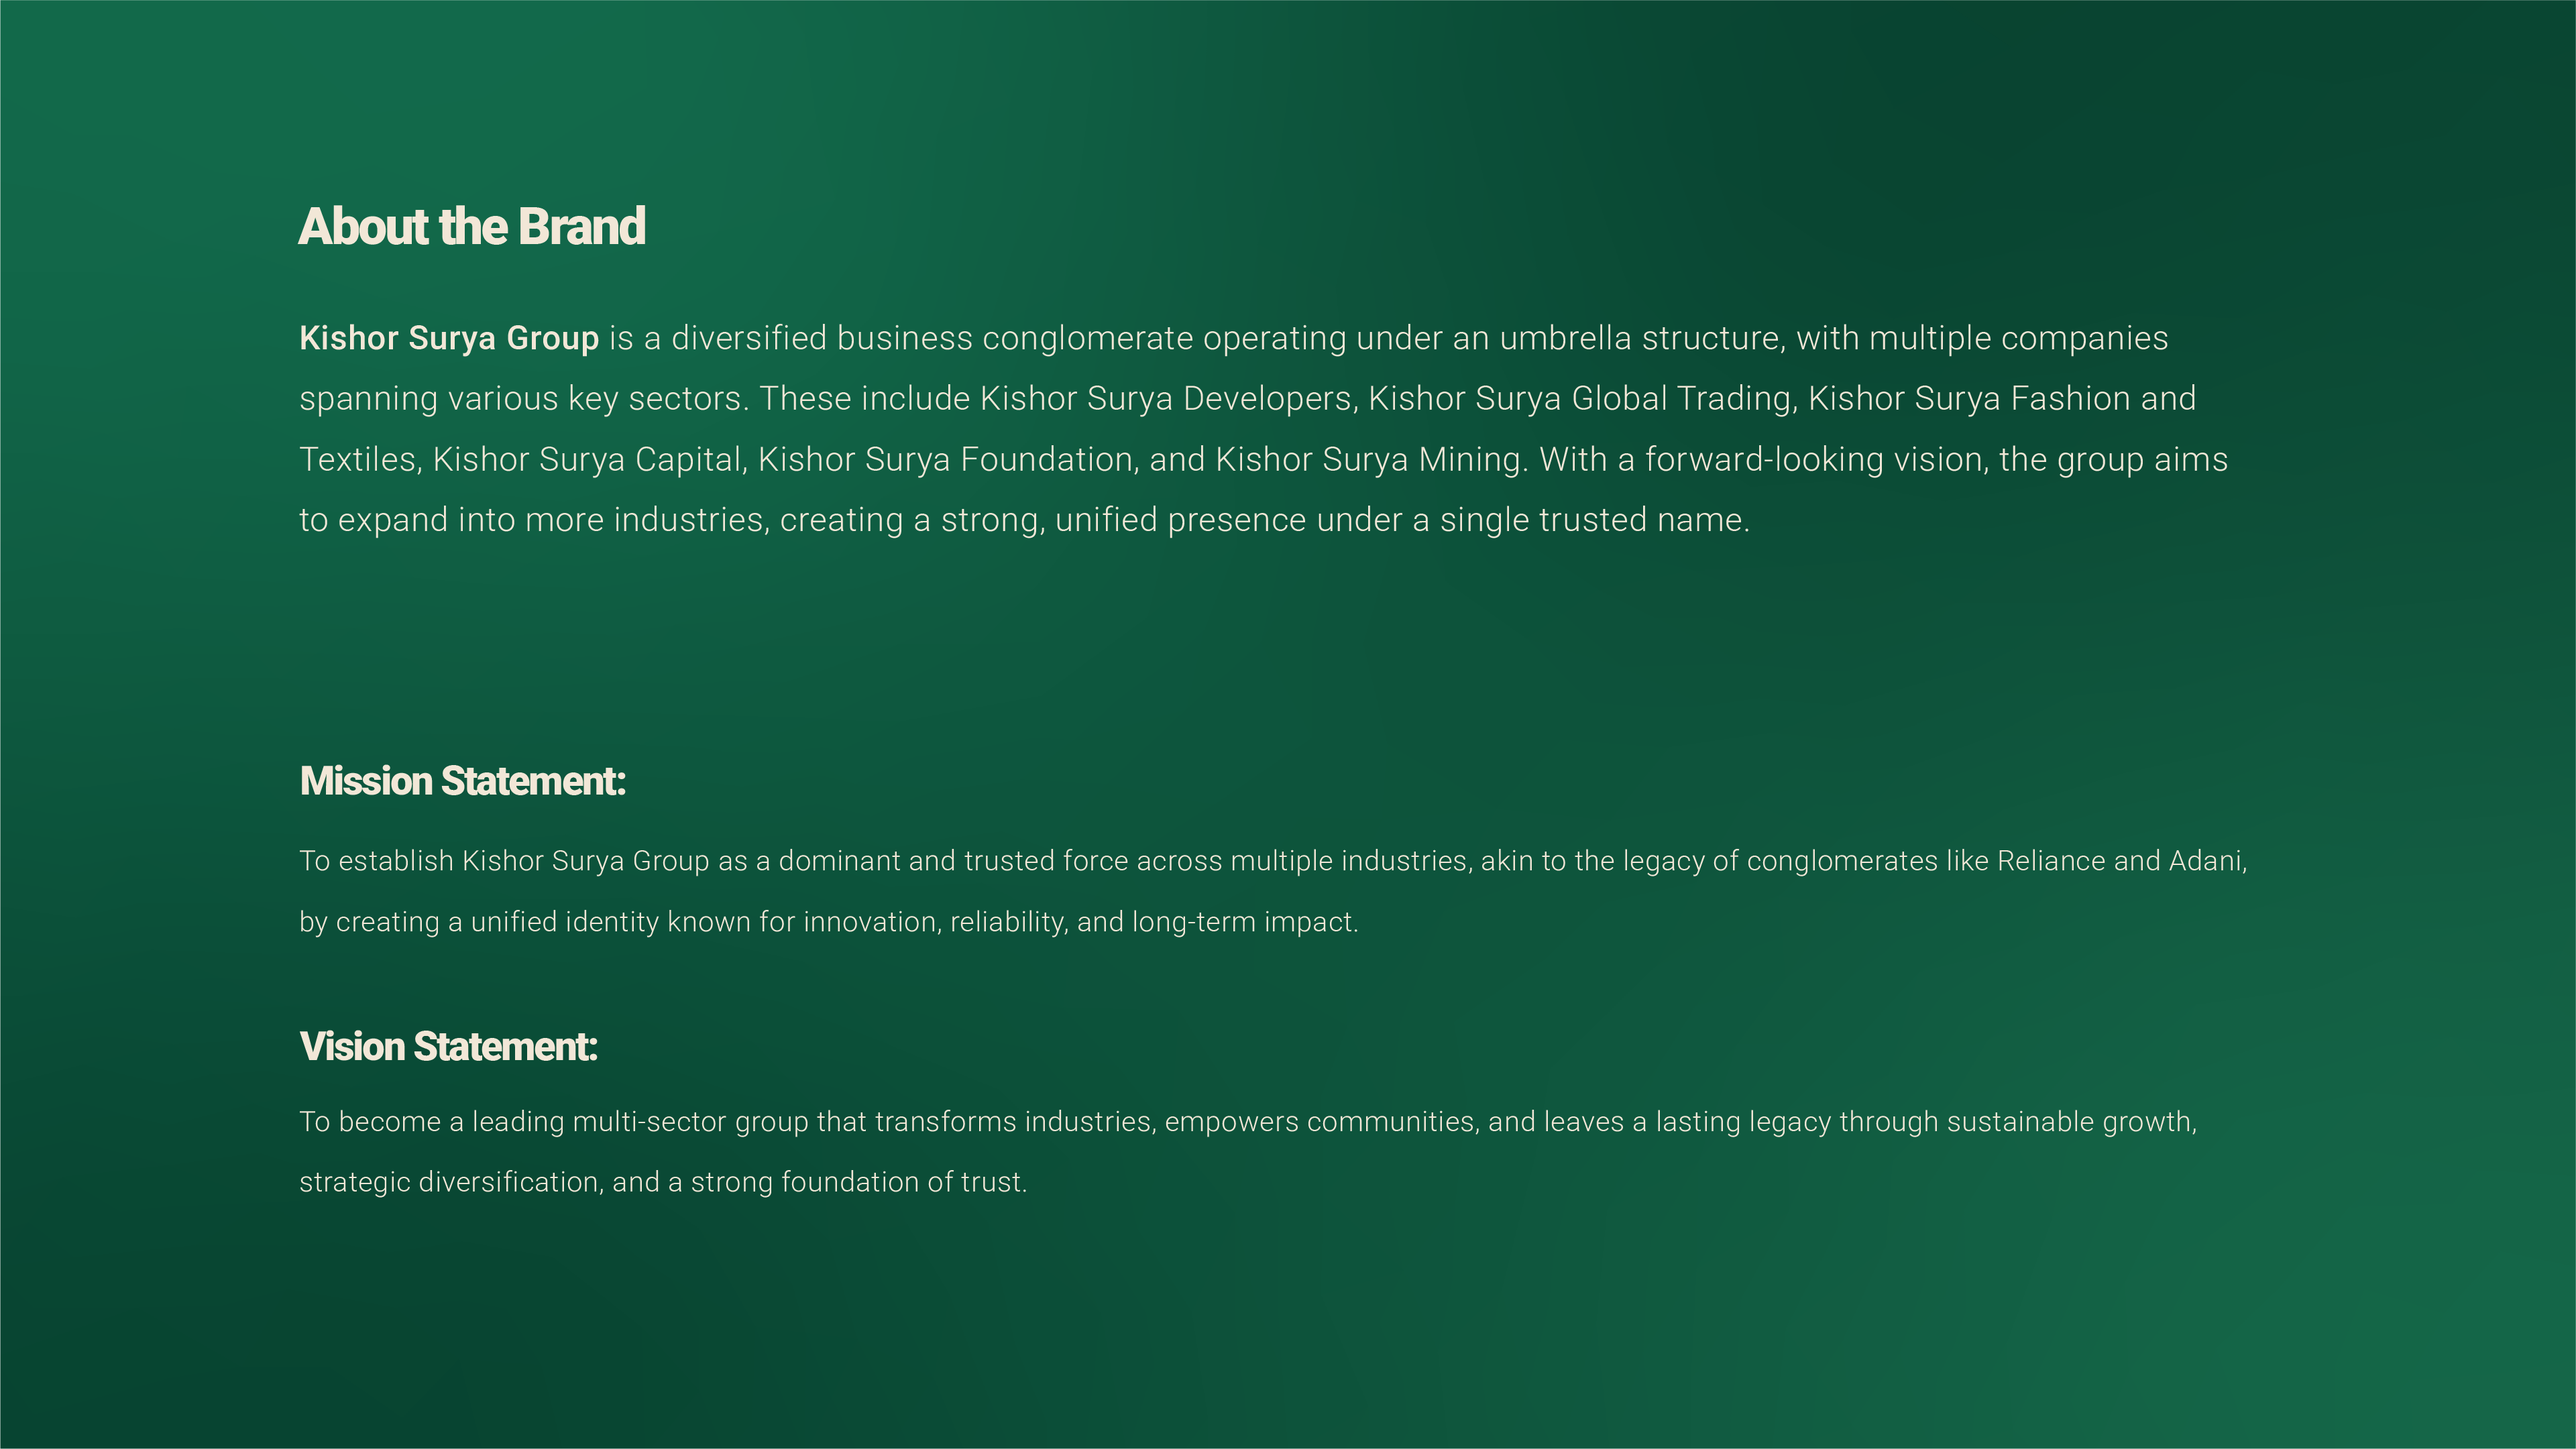 About the Brand
Kishor Surya Group is a diversified business conglomerate operating under an umbrella structure, with multiple companies
spanning various key sectors. These include Kishor Surya Developers, Kishor Surya Global Trading, Kishor Surya Fashion and
Textiles, Kishor Surya Capital, Kishor Surya Foundation, and Kishor Surya Mining. With a forward-looking vision, the group aims
to expand into more industries, creating a strong, unified presence under a single trusted name.
Mission Statement:
To establish Kishor Surya Group as a dominant and trusted force across multiple industries, akin to the legacy of conglomerates like Reliance and Adani,
by creating a unified identity known for innovation, reliability, and long-term impact.
Vision Statement:
To become a leading multi-sector group that transforms industries, empowers communities, and leaves a lasting legacy through sustainable growth,
strategic diversification, and a strong foundation of trust.